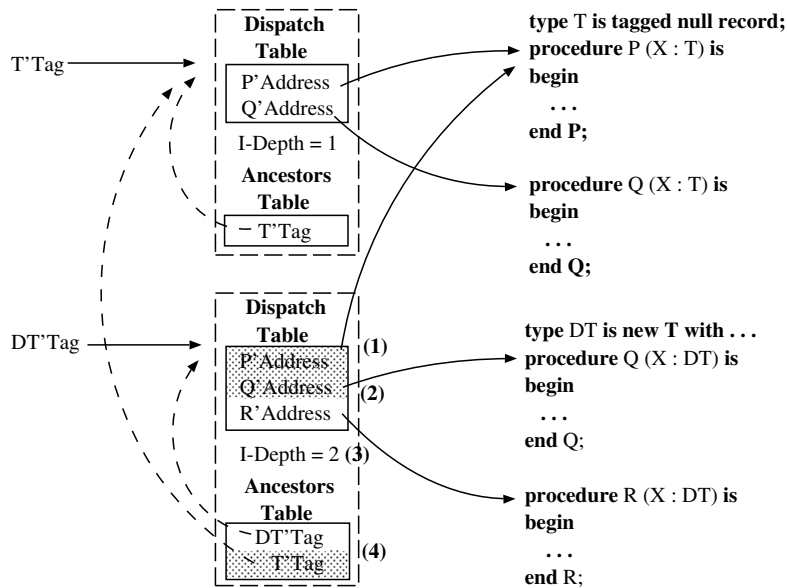 T’Tag
Dispatch
Table
P’Address
Q’Address
I-Depth = 1
Ancestors
Table
T’Tag
type T is tagged null record;
procedure P (X : T) is
begin
. . .
end P;
procedure Q (X : T) is
begin
. . .
end Q;
DT’Tag
Dispatch
Table
(1)
P’Address
Q’Address (2)
R’Address
I-Depth = 2 (3)
Ancestors
Table
DT’Tag
(4)
T’Tag
type DT is new T with . . .
procedure Q (X : DT) is
begin
. . .
end Q;
procedure R (X : DT) is
begin
. . .
end R;